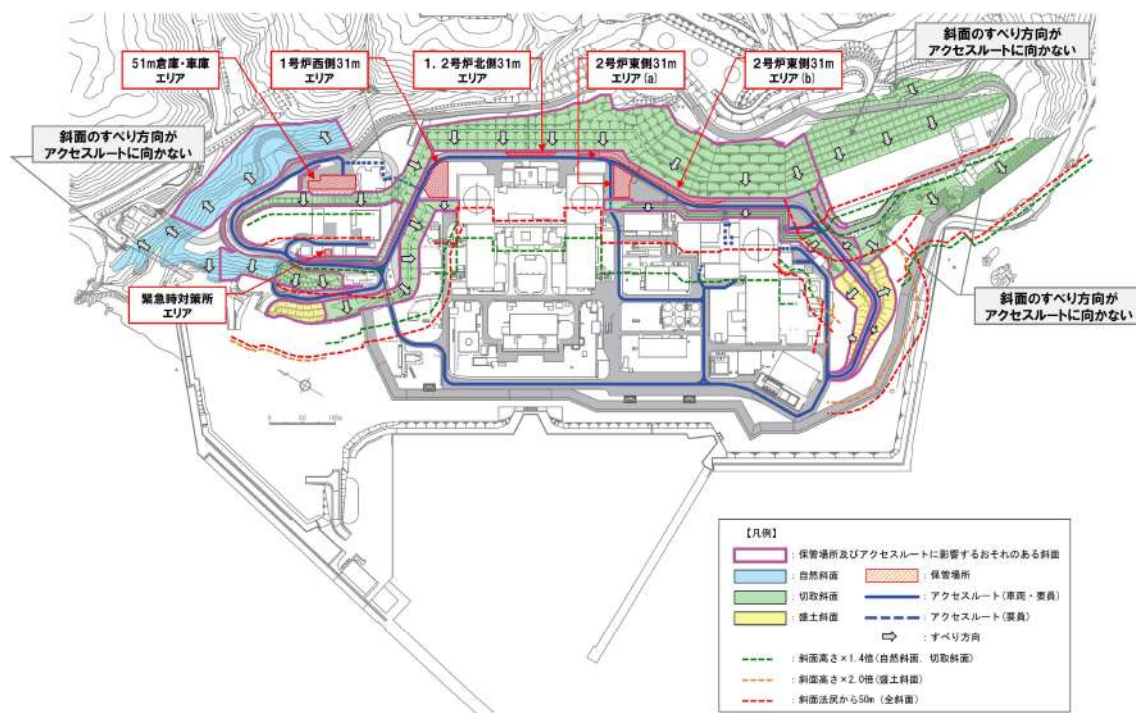 51m倉庫・車庫
エリア
1号炉西側31m
エリア
1, 2号炉北側31m
エリア
2号炉東側31m
エリア(a)
2号炉東側31m
エリア(b)
斜面のすべり方向が
アクセスルートに向かない
斜面のすべり方向が
アクセスルートに向かない
緊急時対策所
エリア
斜面のすべり方向が
アクセスルートに向かない
0 50 100m
【凡例】
：保管場所及びアクセスルートに影響するおそれのある斜面
：自然斜面
：保管場所
：切取斜面
：アクセスルート(車両・要員)
：盛土斜面
：アクセスルート(要員)
：すべり方向
：斜面高さ×1.4倍(自然斜面，切取斜面)
：斜面高さ×2.0倍(盛土斜面)
：斜面法尻から50m (全斜面)